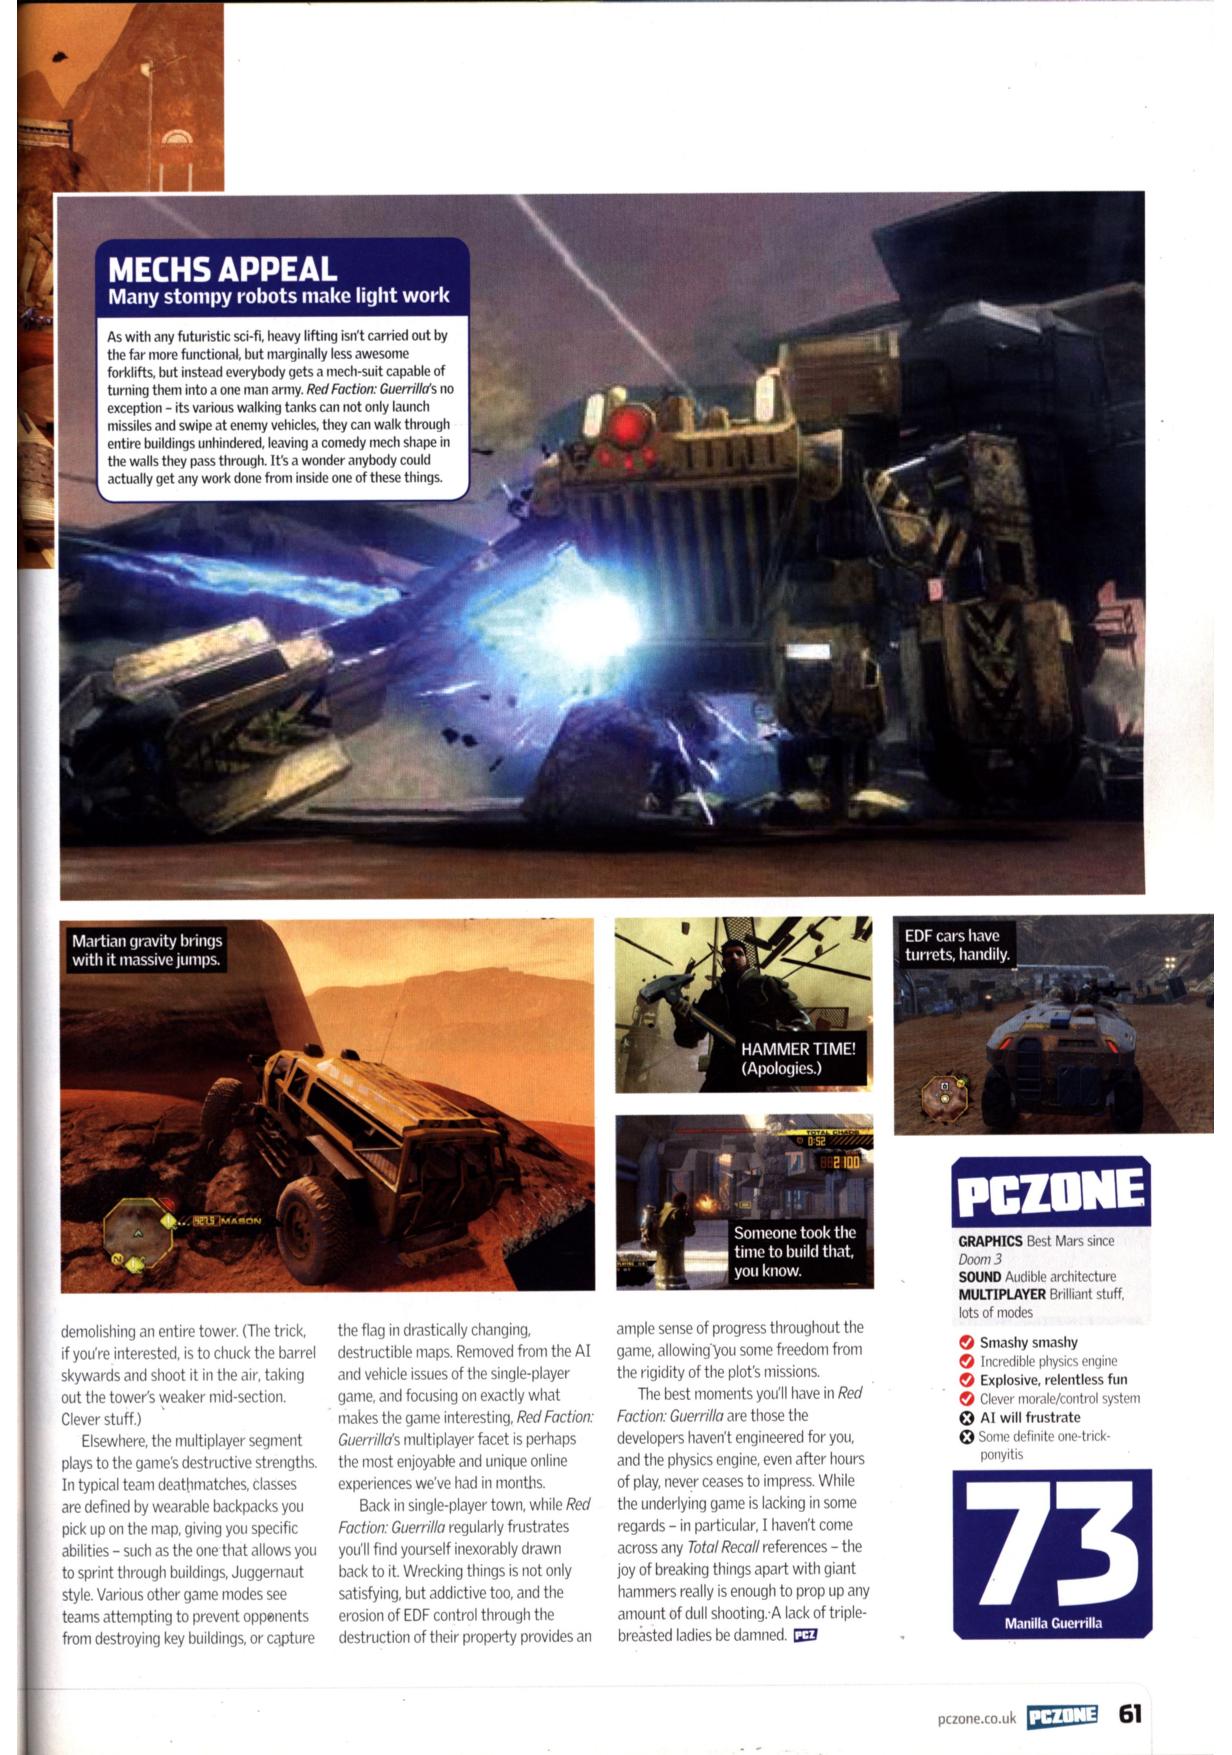 MECHS APPEAL
Many stompy robots make light work
As with any futuristic sci-fi, heavy lifting isn't carried out by
the far more functional, but marginally less awesome
forklifts, but instead everybody gets a mech-suit capable of
turning them into a one man army. Red Faction: Guerrilla's no
exception – its various walking tanks can not only launch
missiles and swipe at enemy vehicles, they can walk through
entire buildings unhindered, leaving a comedy mech shape in
the walls they pass through. It's a wonder anybody could
actually get any work done from inside one of these things.
Martian gravity brings
with it massive jumps.
MASON
HAMMER TIME!
(Apologies.)
EDF cars have
turrets, handily.
TOTAL CHAOS
0:52
Someone took the
time to build that,
you know.
demolishing an entire tower. (The trick,
if you're interested, is to chuck the barrel
skywards and shoot it in the air, taking
out the tower's weaker mid-section.
Clever stuff.)
Elsewhere, the multiplayer segment
plays to the game's destructive strengths.
In typical team deathmatches, classes
are defined by wearable backpacks you
pick up on the map, giving you specific
abilities – such as the one that allows you
to sprint through buildings, Juggernaut
style. Various other game modes see
teams attempting to prevent opponents
from destroying key buildings, or capture
the flag in drastically changing,
destructible maps. Removed from the AI
and vehicle issues of the single-player
game, and focusing on exactly what
makes the game interesting, Red Faction:
Guerrilla's multiplayer facet is perhaps
the most enjoyable and unique online
experiences we've had in months.
Back in single-player town, while Red
Faction: Guerrilla regularly frustrates
you'll find yourself inexorably drawn
back to it. Wrecking things is not only
satisfying, but addictive too, and the
erosion of EDF control through the
destruction of their property provides an
ample sense of progress throughout the
game, allowing you some freedom from
the rigidity of the plot's missions.
The best moments you'll have in Red
Faction: Guerrilla are those the
developers haven't engineered for you,
and the physics engine, even after hours
of play, never ceases to impress. While
the underlying game is lacking in some
regards – in particular, I haven't come
across any Total Recall references – the
joy of breaking things apart with giant
hammers really is enough to prop up any
amount of dull shooting. A lack of triple-
breasted ladies be damned. PCZ
PCZONE
GRAPHICS Best Mars since
Doom 3
SOUND Audible architecture
MULTIPLAYER Brilliant stuff,
lots of modes
Smashy smashy
Incredible physics engine
Explosive, relentless fun
Clever morale/control system
AI will frustrate
Some definite one-trick-
ponyitis
73
Manilla Guerrilla
pczone.co.uk PCZONE 61